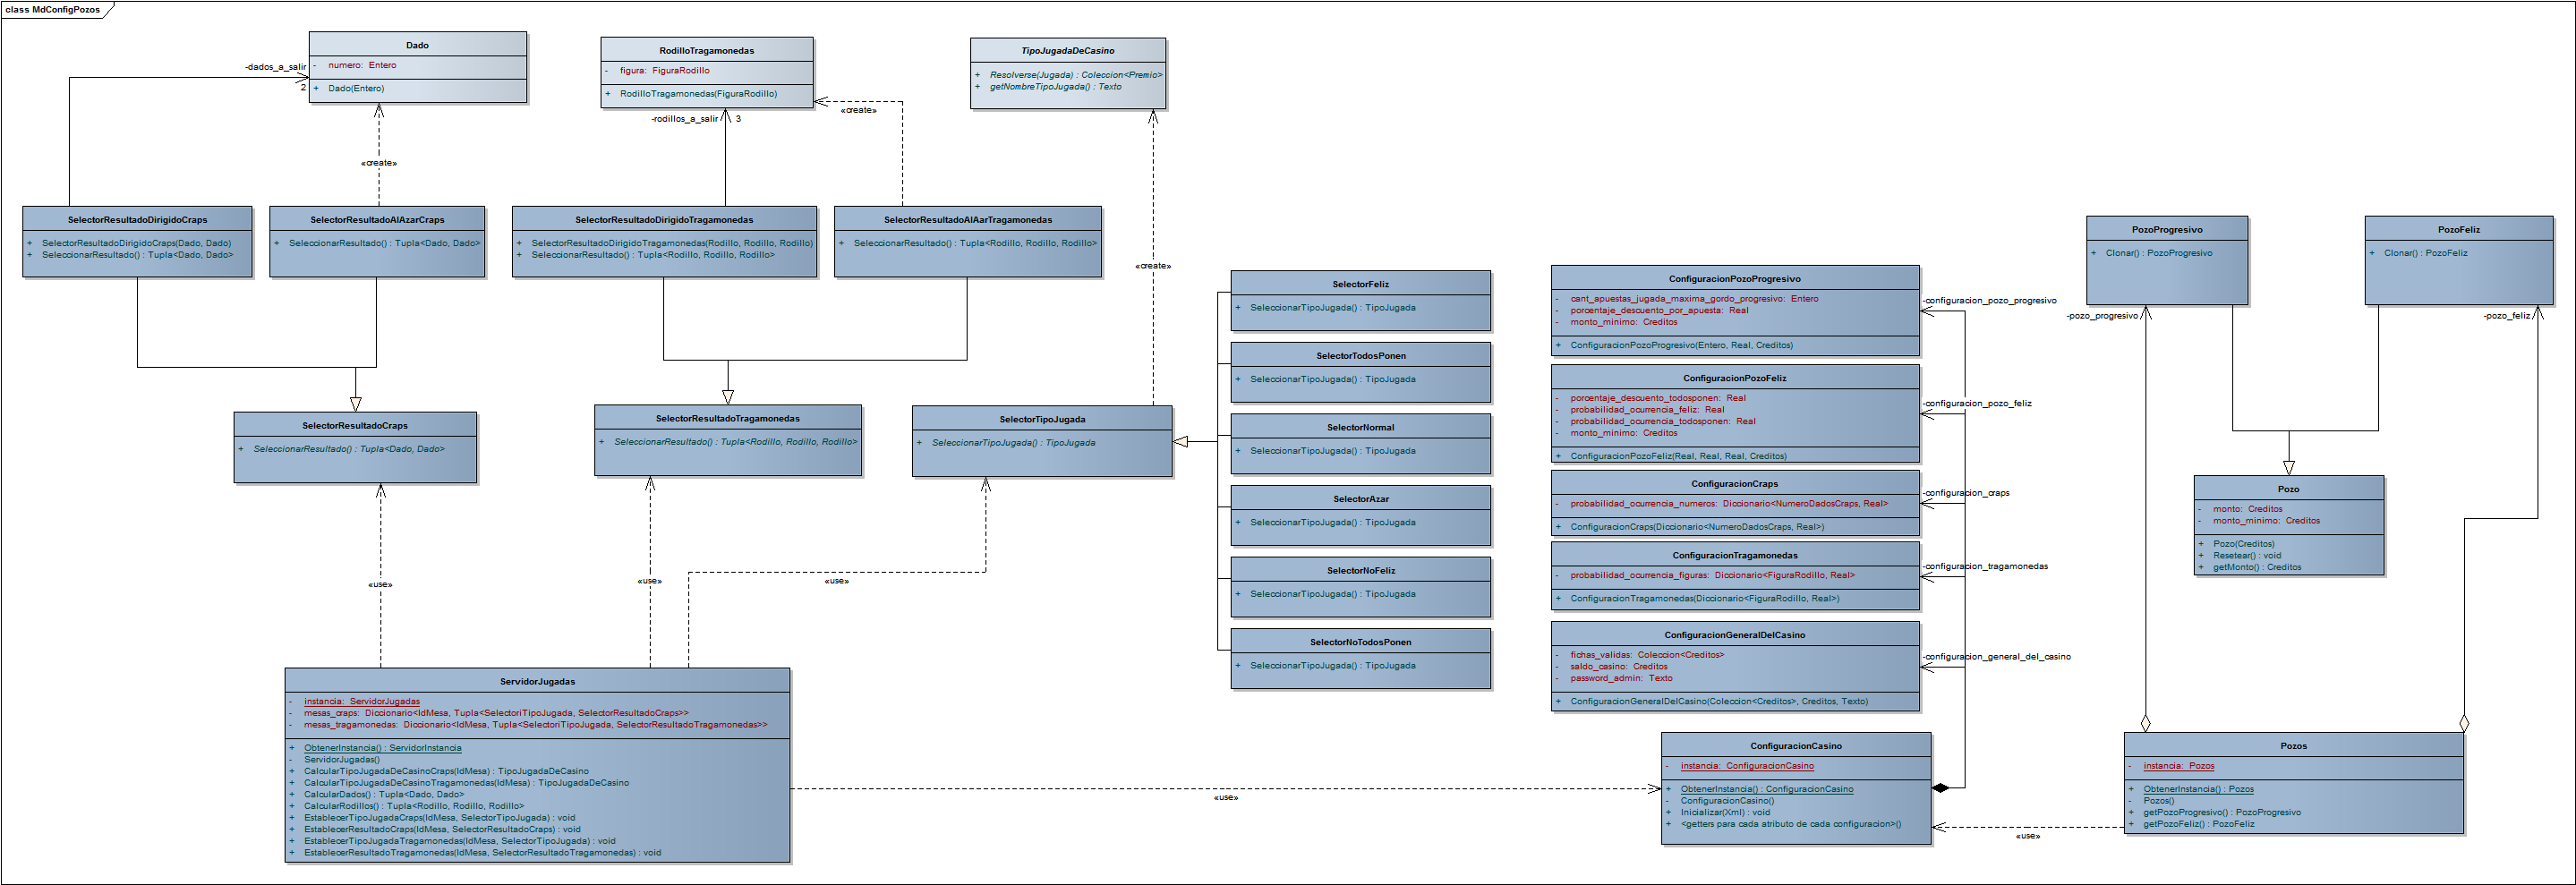 class MdConfigPozos
Dado
- numero: Entero
+ Dado(Entero)
-dados_a_salir
2
«create»
RodilloTragamonedas
- figura: FiguraRodillo
+ RodilloTragamonedas(FiguraRodillo)
-rodillos_a_salir
3
«create»
TipoJugadaDeCasino
+ Resolverse(Jugada) : Coleccion<Premio>
+ getNombreTipoJugada() : Texto
«create»
SelectorResultadoDirigidoCraps
+ SelectorResultadoDirigidoCraps(Dado, Dado)
+ SeleccionarResultado() : Tupla<Dado, Dado>
SelectorResultadoAlAzarCraps
+ SeleccionarResultado() : Tupla<Dado, Dado>
SelectorResultadoDirigidoTragamonedas
+ SelectorResultadoDirigidoTragamonedas(Rodillo, Rodillo, Rodillo)
+ SeleccionarResultado() : Tupla<Rodillo, Rodillo, Rodillo>
SelectorResultadoAlAarTragamonedas
+ SeleccionarResultado() : Tupla<Rodillo, Rodillo, Rodillo>
SelectorResultadoCraps
+ SeleccionarResultado() : Tupla<Dado, Dado>
SelectorResultadoTragamonedas
+ SeleccionarResultado() : Tupla<Rodillo, Rodillo, Rodillo>
SelectorTipoJugada
+ SeleccionarTipoJugada() : TipoJugada
«use»
«use»
«use»
SelectorFeliz
+ SeleccionarTipoJugada() : TipoJugada
SelectorTodosPonen
+ SeleccionarTipoJugada() : TipoJugada
SelectorNormal
+ SeleccionarTipoJugada() : TipoJugada
SelectorAzar
+ SeleccionarTipoJugada() : TipoJugada
SelectorNoFeliz
+ SeleccionarTipoJugada() : TipoJugada
SelectorNoTodosPonen
+ SeleccionarTipoJugada() : TipoJugada
ConfiguracionPozoProgresivo
- cant_apuestas_jugada_maxima_gordo_progresivo: Entero
- porcentaje_descuento_por_apuesta: Real
- monto_minimo: Creditos
+ ConfiguracionPozoProgresivo(Entero, Real, Creditos)
-configuracion_pozo_progresivo
ConfiguracionPozoFeliz
- porcentaje_descuento_todosponen: Real
- probabilidad_ocurrencia_feliz: Real
- probabilidad_ocurrencia_todosponen: Real
- monto_minimo: Creditos
+ ConfiguracionPozoFeliz(Real, Real, Real, Creditos)
-configuracion_pozo_feliz
ConfiguracionCraps
- probabilidad_ocurrencia_numeros: Diccionario<NumeroDadosCraps, Real>
+ ConfiguracionCraps(Diccionario<NumeroDadosCraps, Real>)
-configuracion_craps
ConfiguracionTragamonedas
- probabilidad_ocurrencia_figuras: Diccionario<FiguraRodillo, Real>
+ ConfiguracionTragamonedas(Diccionario<FiguraRodillo, Real>)
-configuracion_tragamonedas
ConfiguracionGeneralDelCasino
- fichas_validas: Coleccion<Creditos>
- saldo_casino: Creditos
- password_admin: Texto
+ ConfiguracionGeneralDelCasino(Coleccion<Creditos>, Creditos, Texto)
-configuracion_general_del_casino
PozoProgresivo
+ Clonar() : PozoProgresivo
-pozo_progresivo
PozoFeliz
+ Clonar() : PozoFeliz
-pozo_feliz
Pozo
- monto: Creditos
- monto_minimo: Creditos
+ Pozo(Creditos)
+ Resetear() : void
+ getMonto() : Creditos
ServidorJugadas
- instancia: ServidorJugadas
- mesas_craps: Diccionario<IdMesa, Tupla<SelectoriTipoJugada, SelectorResultadoCraps>>
- mesas_tragamonedas: Diccionario<IdMesa, Tupla<SelectoriTipoJugada, SelectorResultadoTragamonedas>>
+ ObtenerInstancia() : ServidorInstancia
- ServidorJugadas()
+ CalcularTipoJugadaDeCasinoCraps(IdMesa) : TipoJugadaDeCasino
+ CalcularTipoJugadaDeCasinoTragamonedas(IdMesa) : TipoJugadaDeCasino
+ CalcularDados() : Tupla<Dado, Dado>
+ CalcularRodillos() : Tupla<Rodillo, Rodillo, Rodillo>
+ EstablecerTipoJugadaCraps(IdMesa, SelectorTipoJugada) : void
+ EstablecerResultadoCraps(IdMesa, SelectorResultadoCraps) : void
+ EstablecerTipoJugadaTragamonedas(IdMesa, SelectorTipoJugada) : void
+ EstablecerResultadoTragamonedas(IdMesa, SelectorResultadoTragamonedas) : void
«use»
ConfiguracionCasino
- instancia: ConfiguracionCasino
+ ObtenerInstancia() : ConfiguracionCasino
- ConfiguracionCasino()
+ Inicializar(Xml) : void
+ <getters para cada atributo de cada configuracion>()
«use»
Pozos
- instancia: Pozos
+ ObtenerInstancia() : Pozos
- Pozos()
+ getPozoProgresivo() : PozoProgresivo
+ getPozoFeliz() : PozoFeliz